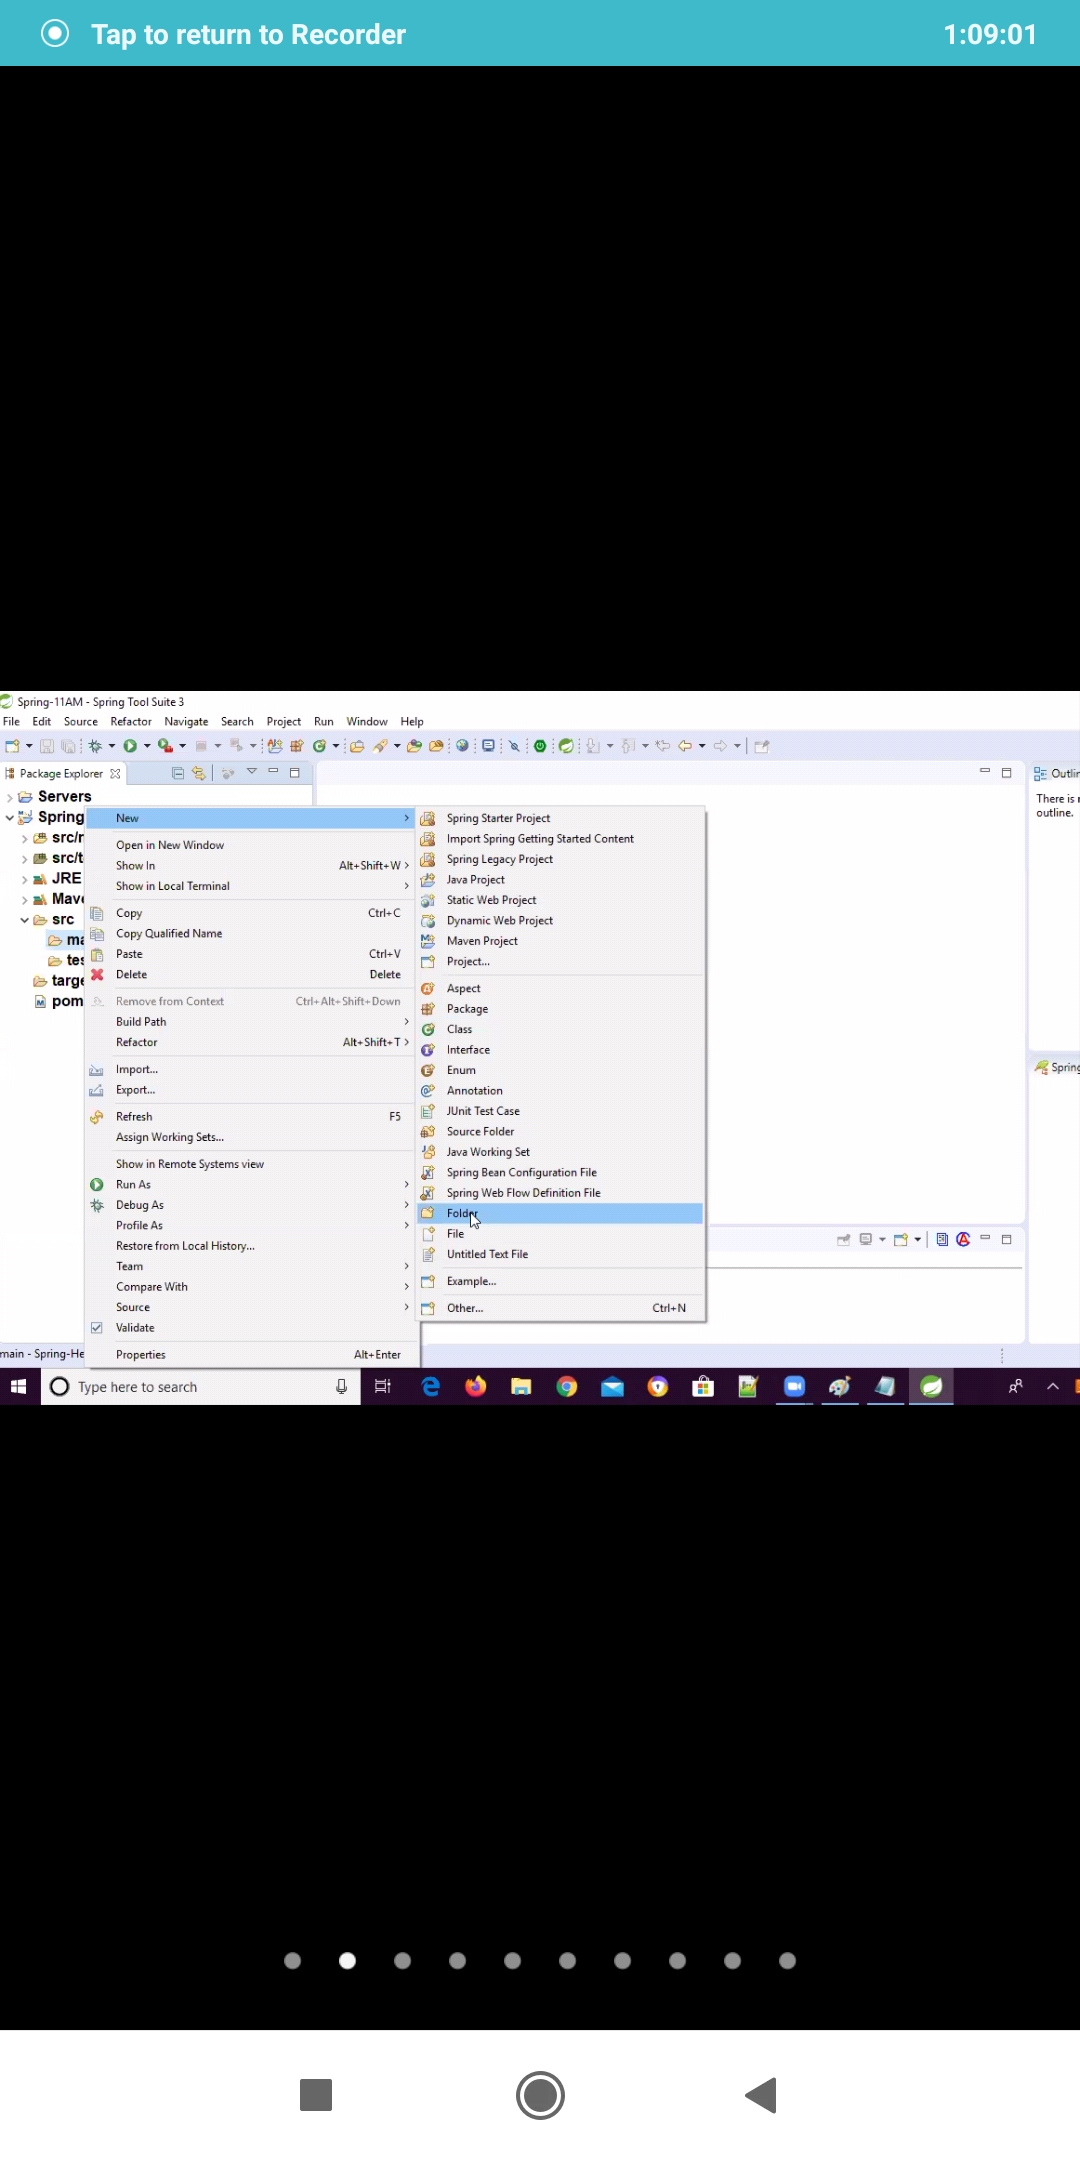 Tap to return to Recorder 1:09:01
Spring-11AM - Spring Tool Suite 3
File Edit Source Refactor Navigate Search Project Run Window Help
Package Explorer
Outlin
Servers
There is
outline.
Spring
src/
src/t
JRE
Mav
src
ma
tes
targe
pom
New
Open in New Window
Show In Alt+Shift+W >
Show in Local Terminal >
Copy Ctrl+C
Copy Qualified Name
Paste Ctrl+V
Delete Delete
Remove from Context Ctrl+Alt+Shift+Down
Build Path >
Refactor Alt+Shift+T >
Import...
Export...
Refresh F5
Assign Working Sets...
Show in Remote Systems view
Run As >
Debug As >
Profile As >
Restore from Local History...
Team >
Compare With >
Source >
Validate
Properties Alt+Enter
Spring Starter Project
Import Spring Getting Started Content
Spring Legacy Project
Java Project
Static Web Project
Dynamic Web Project
Maven Project
Project...
Aspect
Package
Class
Interface
Enum
Annotation
JUnit Test Case
Source Folder
Java Working Set
Spring Bean Configuration File
Spring Web Flow Definition File
Folder
File
Untitled Text File
Example...
Other... Ctrl+N
Spring
main - Spring-He
Type here to search